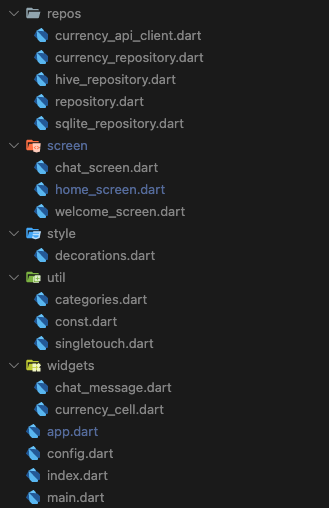 repos
currency_api_client.dart
currency_repository.dart
hive_repository.dart
repository.dart
sqlite_repository.dart
screen
chat_screen.dart
home_screen.dart
welcome_screen.dart
style
decorations.dart
util
categories.dart
const.dart
singletouch.dart
widgets
chat_message.dart
currency_cell.dart
app.dart
config.dart
index.dart
main.dart